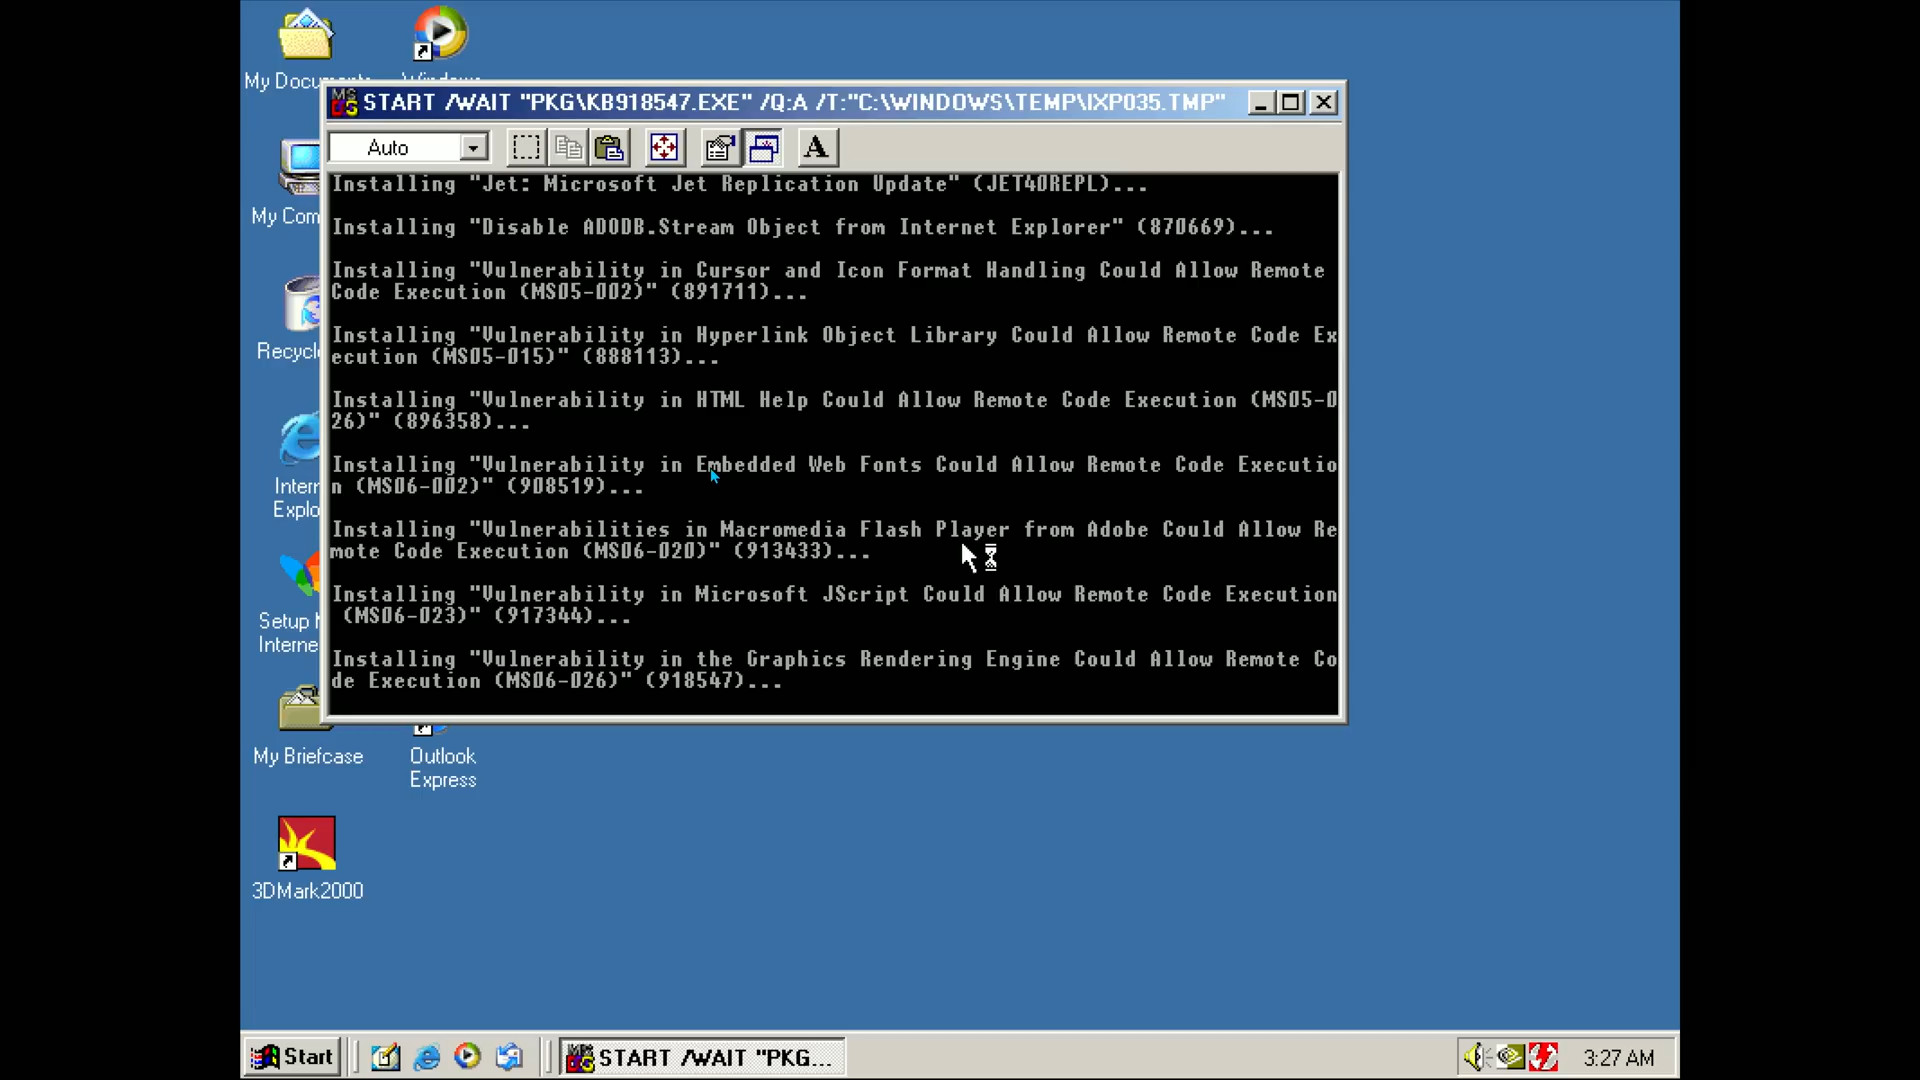 My Documents
Windows
START /WAIT "PKG\KB918547.EXE" /Q:A /T:"C:\WINDOWS\TEMP\IXP035.TMP"
Auto
A
Installing "Jet: Microsoft Jet Replication Update" (JET40REPL)...
Installing "Disable ADODB.Stream Object from Internet Explorer" (870669)...
Installing "Vulnerability in Cursor and Icon Format Handling Could Allow Remote
Code Execution (MS05-002)" (891711)...
Installing "Vulnerability in Hyperlink Object Library Could Allow Remote Code Ex
ecution (MS05-015)" (888113)...
Installing "Vulnerability in HTML Help Could Allow Remote Code Execution (MS05-0
26)" (896358)...
Installing "Vulnerability in Embedded Web Fonts Could Allow Remote Code Executio
n (MS06-002)" (908519)...
Installing "Vulnerabilities in Macromedia Flash Player from Adobe Could Allow Re
mote Code Execution (MS06-020)" (913433)...
Installing "Vulnerability in Microsoft JScript Could Allow Remote Code Execution
(MS06-023)" (917344)...
Installing "Vulnerability in the Graphics Rendering Engine Could Allow Remote Co
de Execution (MS06-026)" (918547)...
My Com
Recycl
Intern
Explo
Setup
Interne
My Briefcase
Outlook
Express
3DMark2000
Start
START /WAIT "PKG...
3:27 AM